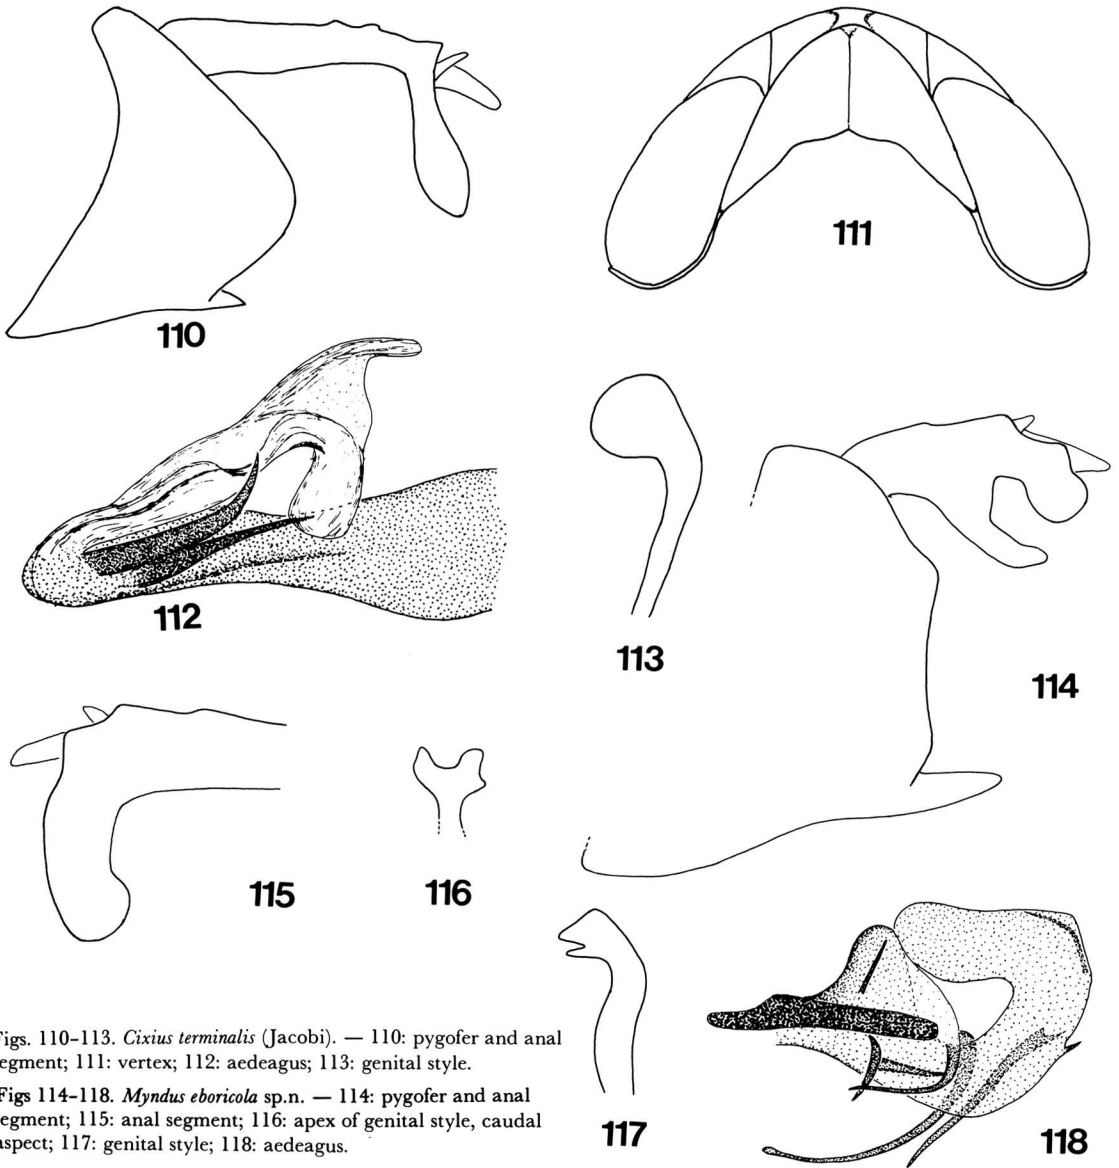 110
111
112
113
114
115
116
117
118
Figs. 110–113. Cixius terminalis (Jacobi). — 110: pygofer and anal
segment; 111: vertex; 112: aedeagus; 113: genital style.
Figs 114–118. Myndus eboricola sp.n. — 114: pygofer and anal
segment; 115: anal segment; 116: apex of genital style, caudal
aspect; 117: genital style; 118: aedeagus.